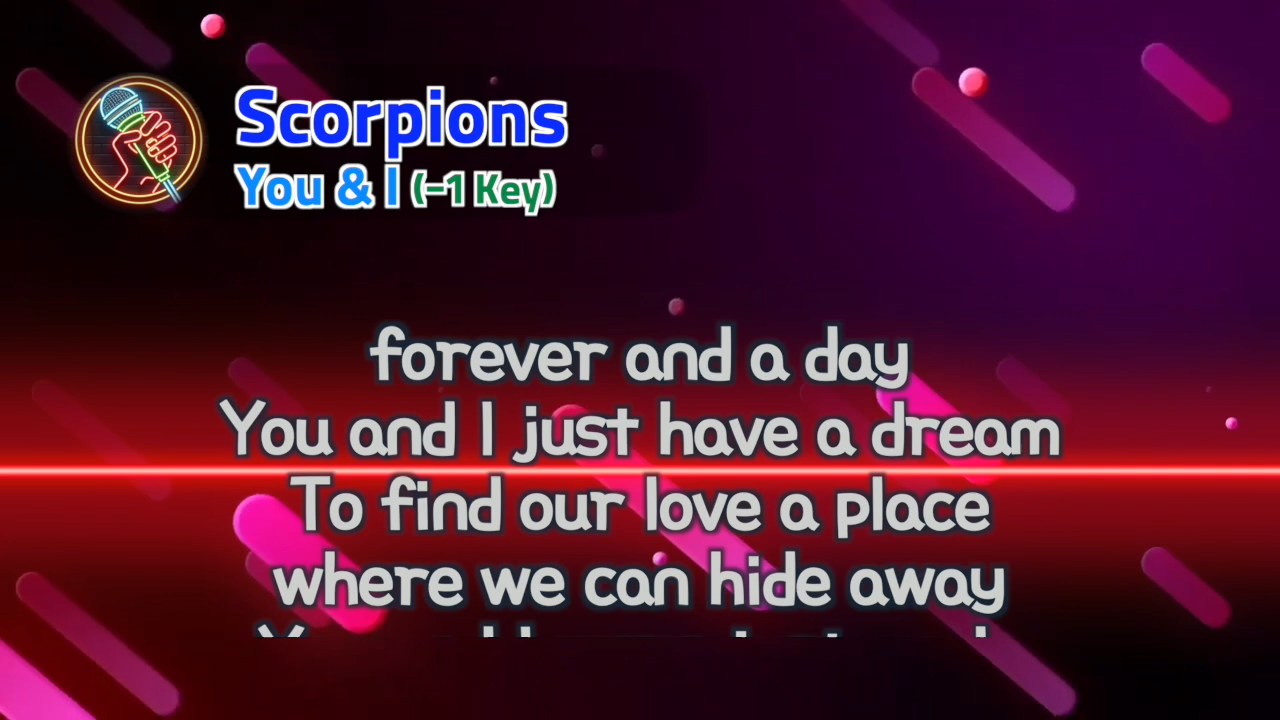 Scorpions
You & I (-1 Key)
forever and a day
You and I just have a dream
To find our love a place
where we can hide away